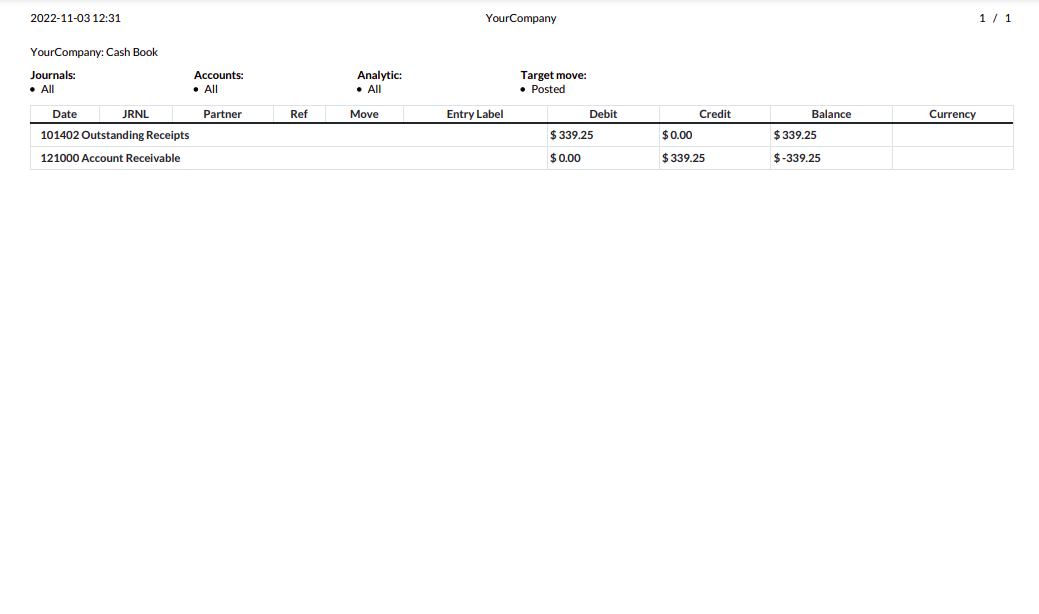 2022-11-03 12:31 YourCompany 1 / 1
YourCompany: Cash Book
Journals: Accounts: Analytic: Target move:
• All • All • All • Posted
Date JRNL Partner Ref Move Entry Label Debit Credit Balance Currency
101402 Outstanding Receipts $ 339.25 $ 0.00 $ 339.25
121000 Account Receivable $ 0.00 $ 339.25 $ -339.25